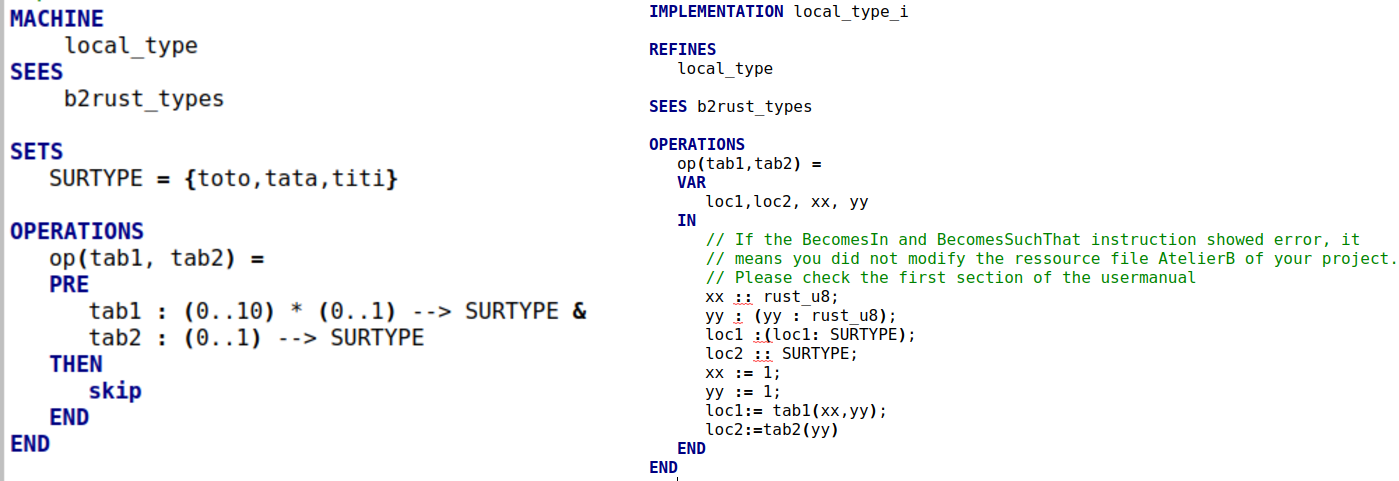 MACHINE
local_type
SEES
b2rust_types
SETS
SURTYPE = {toto,tata,titi}
OPERATIONS
op(tab1, tab2) =
PRE
tab1 : (0..10) * (0..1) --> SURTYPE &
tab2 : (0..1) --> SURTYPE
THEN
skip
END
END
IMPLEMENTATION local_type_i
REFINES
local_type
SEES b2rust_types
OPERATIONS
op(tab1,tab2) =
VAR
loc1,loc2, xx, yy
IN
// If the BecomesIn and BecomesSuchThat instruction showed error, it
// means you did not modify the ressource file AtelierB of your project.
// Please check the first section of the usermanual
xx :: rust_u8;
yy : (yy : rust_u8);
loc1 :(loc1: SURTYPE);
loc2 :: SURTYPE;
xx := 1;
yy := 1;
loc1:= tab1(xx,yy);
loc2:=tab2(yy)
END
END